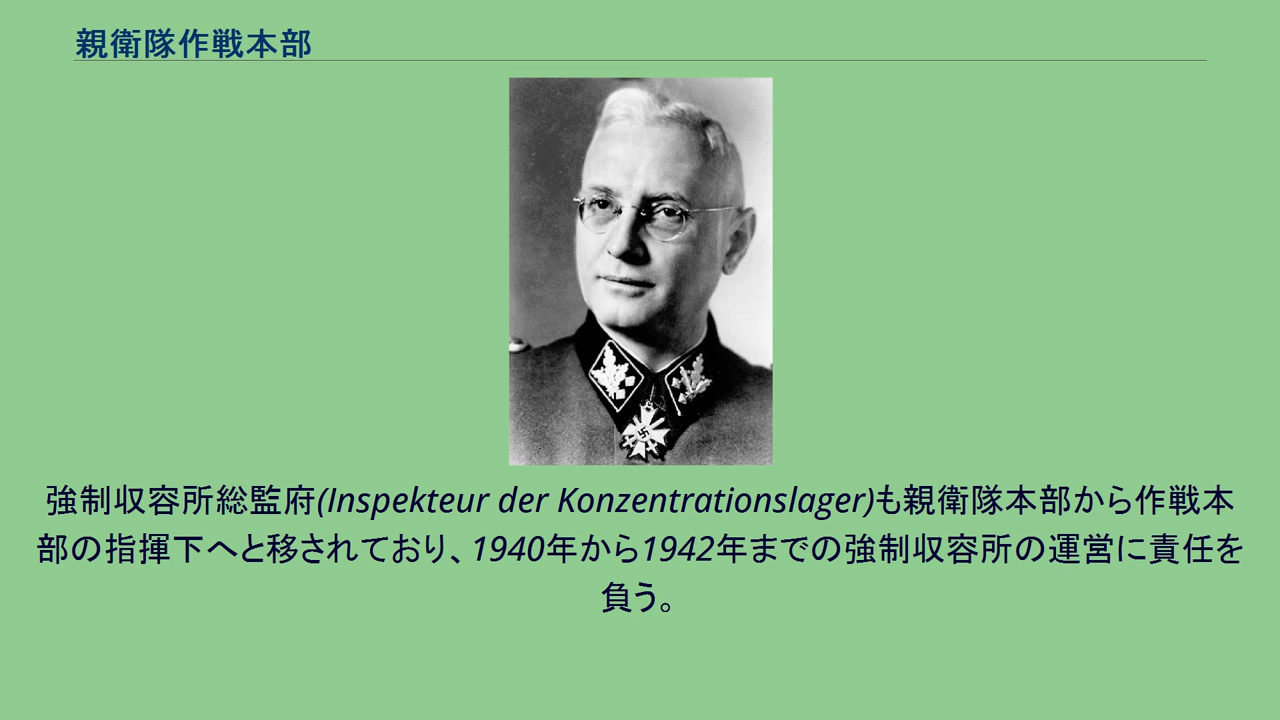 親衛隊作戦本部
強制収容所総監府(Inspekteur der Konzentrationslager)も親衛隊本部から作戦本
部の指揮下へと移されており、1940年から1942年までの強制収容所の運営に責任を
負う。